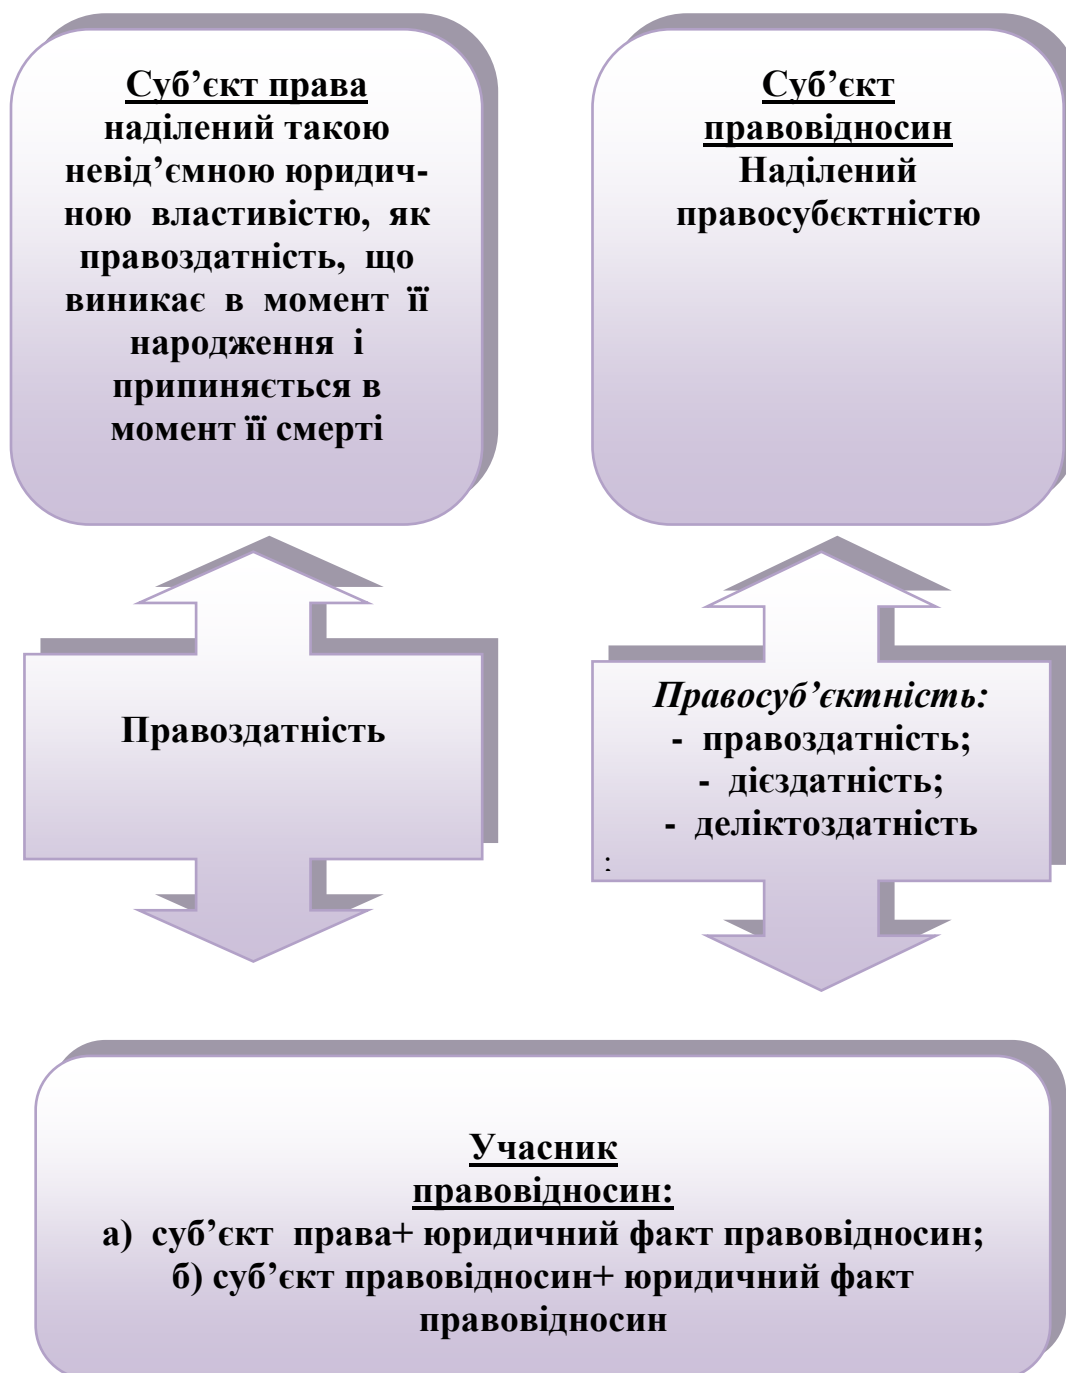 Суб’єкт права
наділений такою
невід’ємною юридич-
ною властивістю, як
правоздатність, що
виникає в момент її
народження і
припиняється в
момент її смерті
Суб’єкт
правовідносин
Наділений
правосубєктністю
Правоздатність
Правосуб’єктність:
- правоздатність;
- дієздатність;
- деліктоздатність
;
Учасник
правовідносин:
а) суб’єкт права+ юридичний факт правовідносин;
б) суб’єкт правовідносин+ юридичний факт
правовідносин